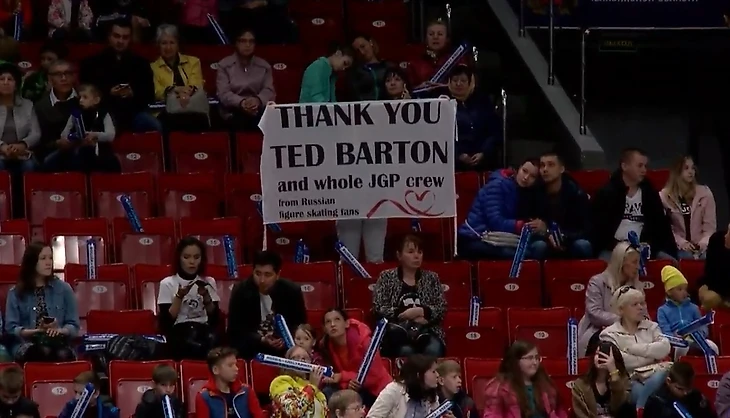 THANK YOU
TED BARTON
and whole JGP crew
from Russian
figure skating fans